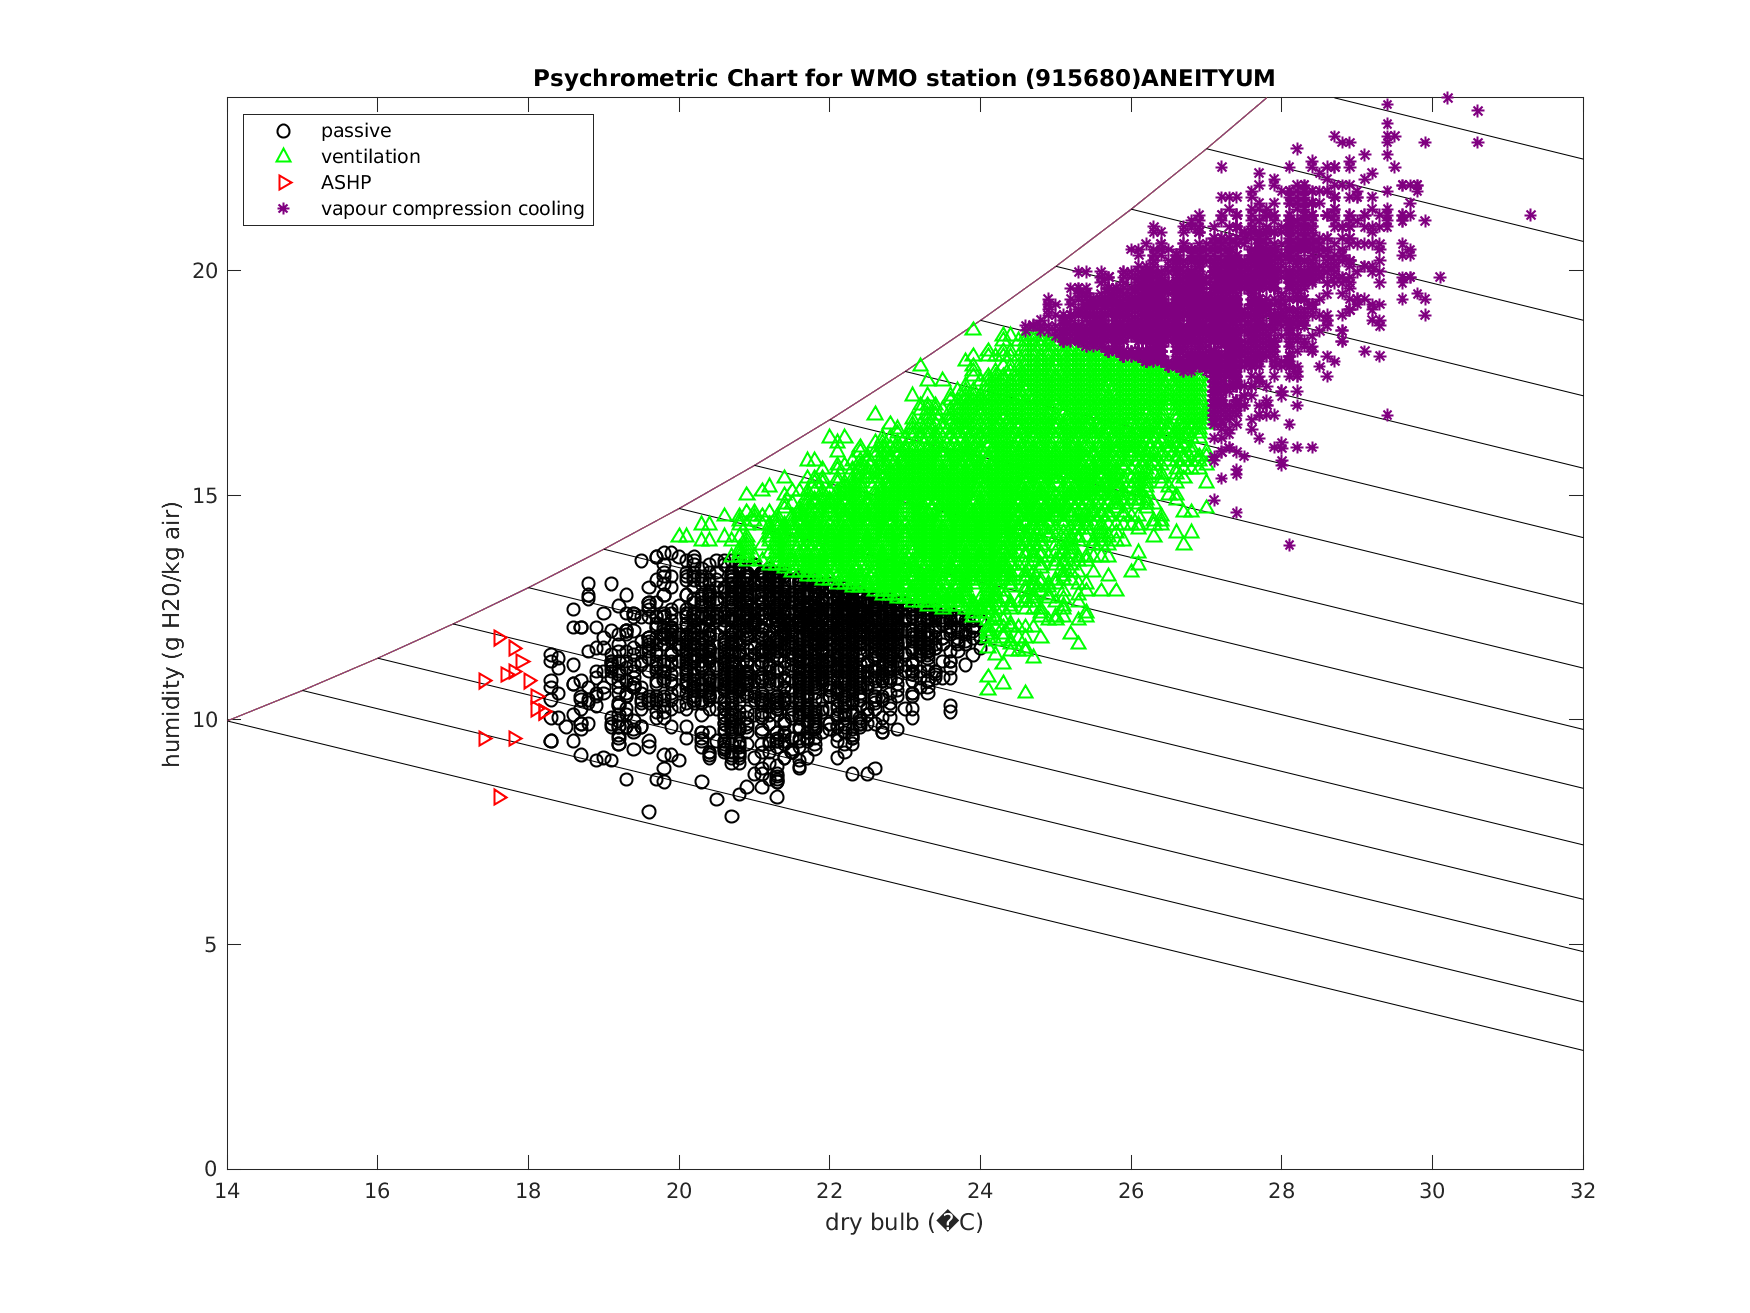 Psychrometric Chart for WMO station (915680)ANEITYUM
passive
ventilation
ASHP
vapour compression cooling
humidity (g H20/kg air)
20
15
10
5
0
14 16 18 20 22 24 26 28 30 32
dry bulb (�C)